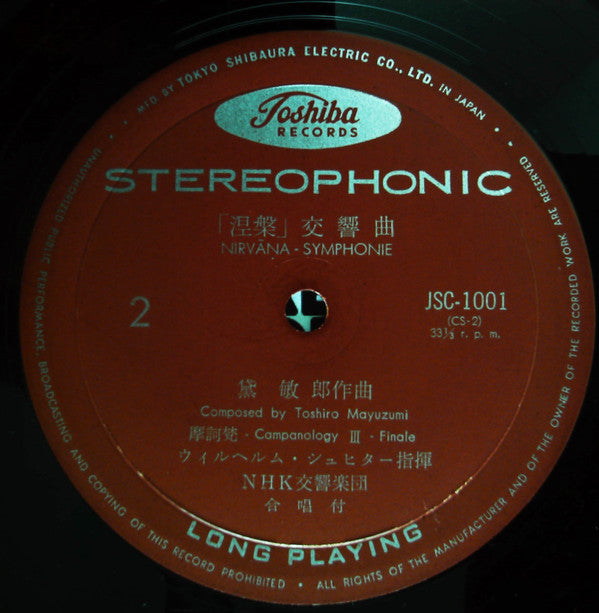 MFD. BY TOKYO SHIBAURA ELECTRIC CO., LTD. IN JAPAN
Toshiba
RECORDS
STEREOPHONIC
「涅槃」交響曲
NIRVĀNA - SYMPHONIE
2
JSC-1001
(CS-2)
33⅓ r. p. m.
黛 敏 郎作曲
Composed by Toshiro Mayuzumi
摩訶梵 - Campanology III - Finale
ウィルヘルム・シュヒター指揮
NHK交響楽団
合唱付
LONG PLAYING
UNAUTHORIZED PUBLIC PERFORMANCE, BROADCASTING AND COPYING OF THIS RECORD PROHIBITED • ALL RIGHTS OF THE MANUFACTURER AND OF THE OWNER OF THE RECORDED WORK ARE RESERVED